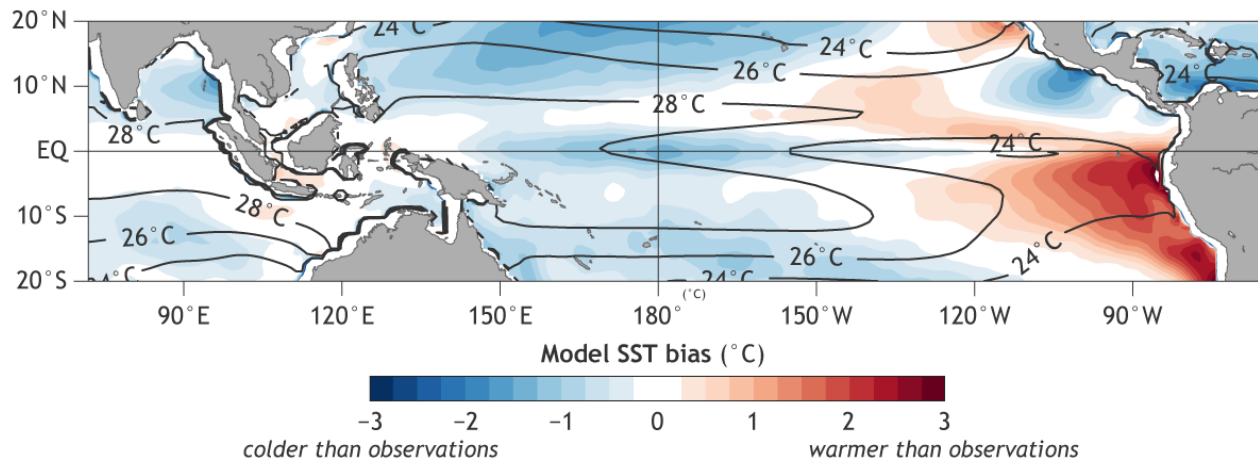 20°N
10°N
EQ
10°S
20°S
24°C
24°C
24°
26°C
28°C
28°C
24°C
28°C
26°C
26°C
24°C
24°C
(°C)
90°E
120°E
150°E
180°
150°W
120°W
90°W
Model SST bias (°C)
−3
−2
−1
0
1
2
3
colder than observations
warmer than observations